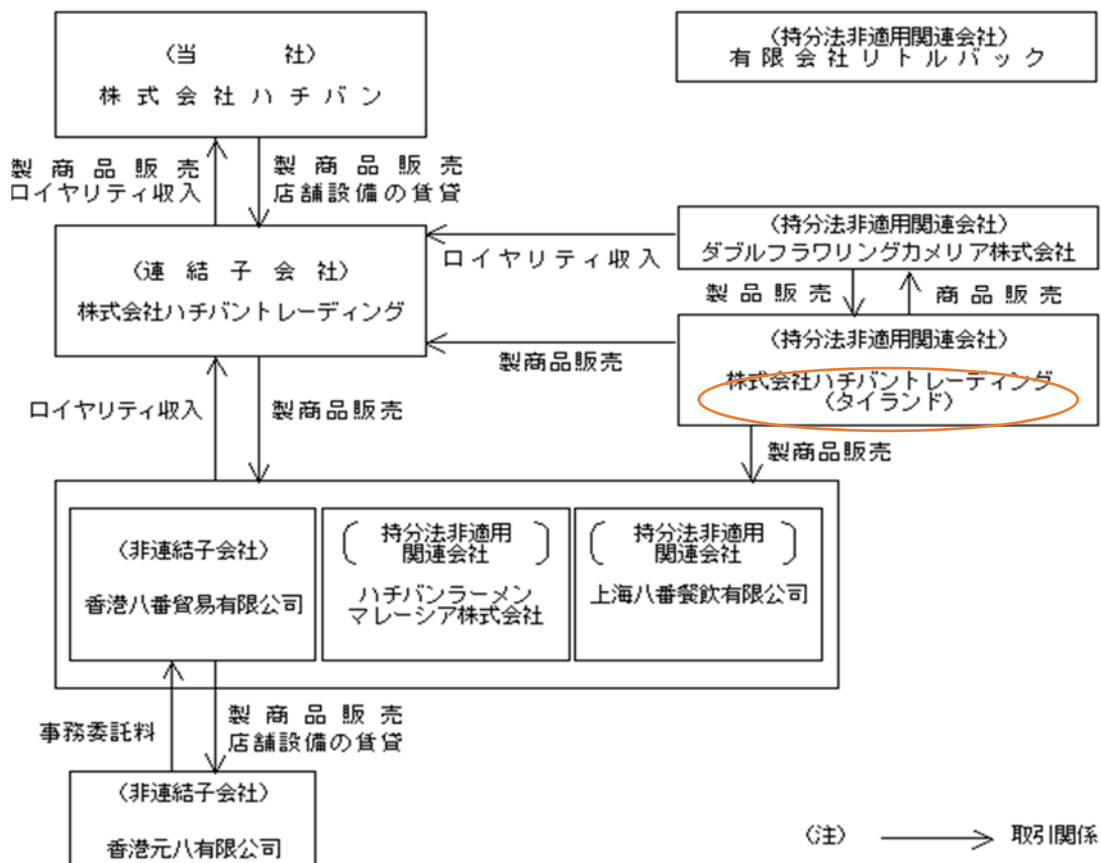 (当　　社)
株式会社ハチバン
(持分法非適用関連会社)
有限会社リトルバック
製商品販売
ロイヤリティ収入
製商品販売
店舗設備の賃貸
(連結子会社)
株式会社ハチバントレーディング
ロイヤリティ収入
(持分法非適用関連会社)
ダブルフラワリングカメリア株式会社
製品販売
商品販売
製商品販売
(持分法非適用関連会社)
株式会社ハチバントレーディング
(タイランド)
ロイヤリティ収入
製商品販売
製商品販売
(非連結子会社)
香港八番貿易有限公司
持分法非適用
関連会社
ハチバンラーメン
マレーシア株式会社
持分法非適用
関連会社
上海八番餐飲有限公司
事務委託料
製商品販売
店舗設備の賃貸
(非連結子会社)
香港元八有限公司
(注)
取引関係